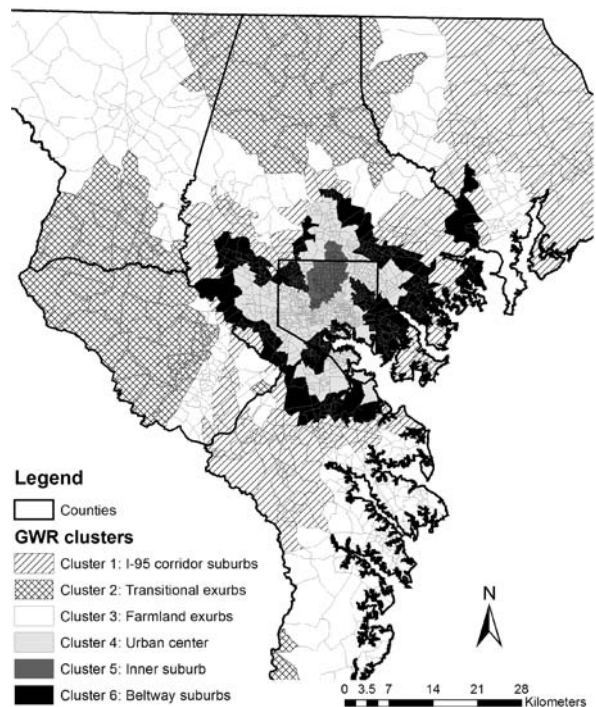 Legend
Counties
GWR clusters
Cluster 1: I-95 corridor suburbs
Cluster 2: Transitional exurbs
Cluster 3: Farmland exurbs
Cluster 4: Urban center
Cluster 5: Inner suburb
Cluster 6: Beltway suburbs
N
0 3.5 7 14 21 28
Kilometers